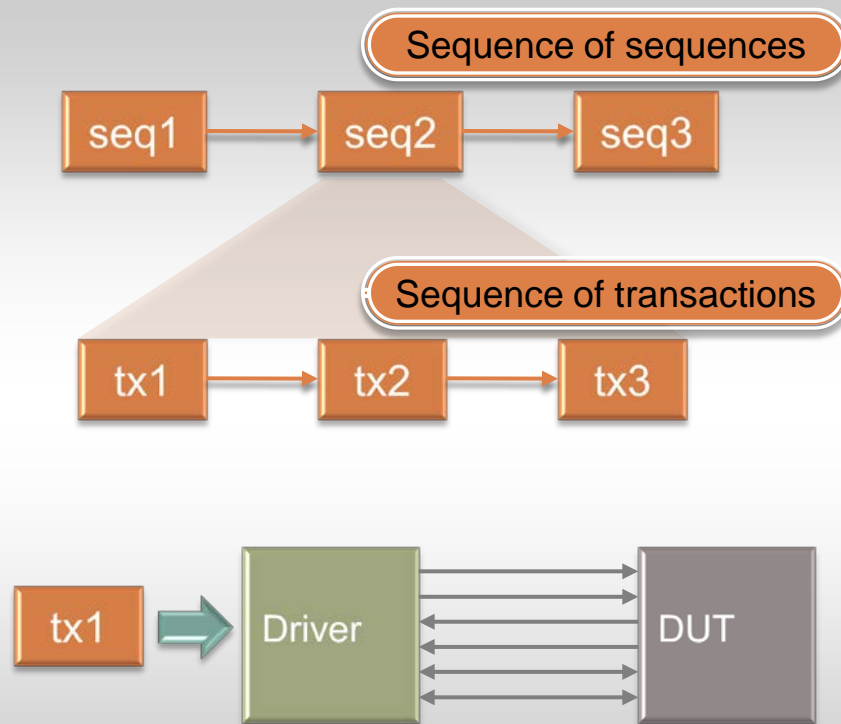 Sequence of sequences
seq1
seq2
seq3
Sequence of transactions
tx1
tx2
tx3
tx1
Driver
DUT